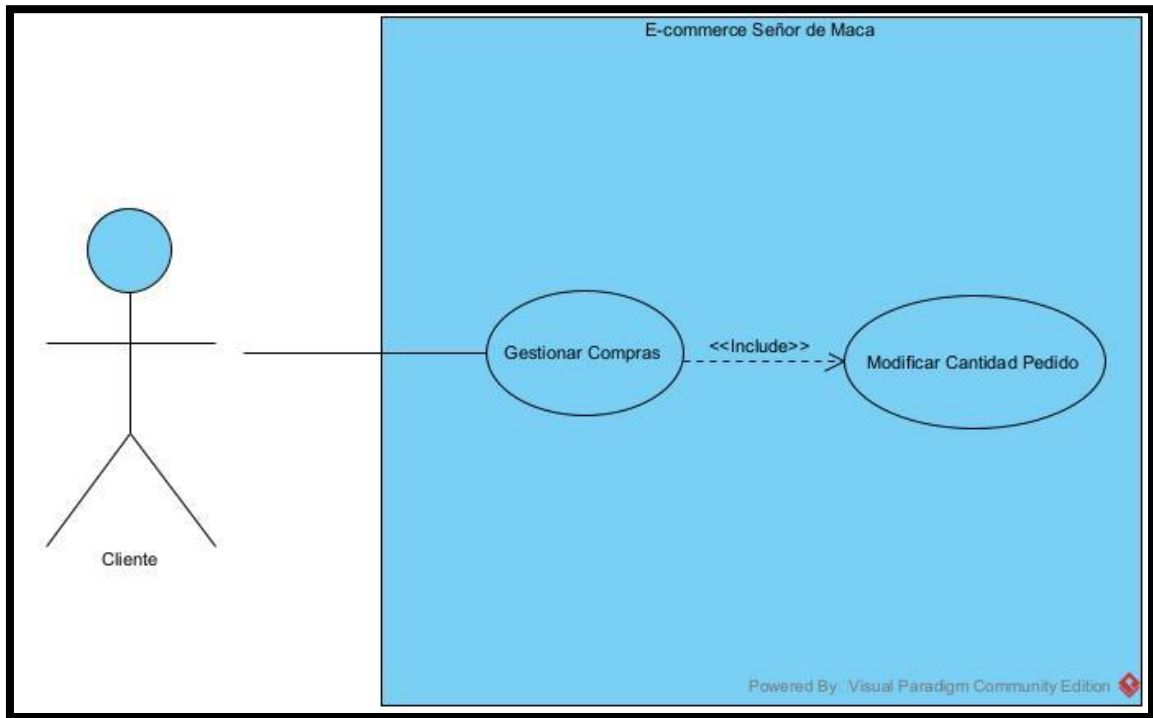 E-commerce Señor de Maca
Gestionar Compras
<<Include>>
Modificar Cantidad Pedido
Cliente
Powered By: Visual Paradigm Community Edition